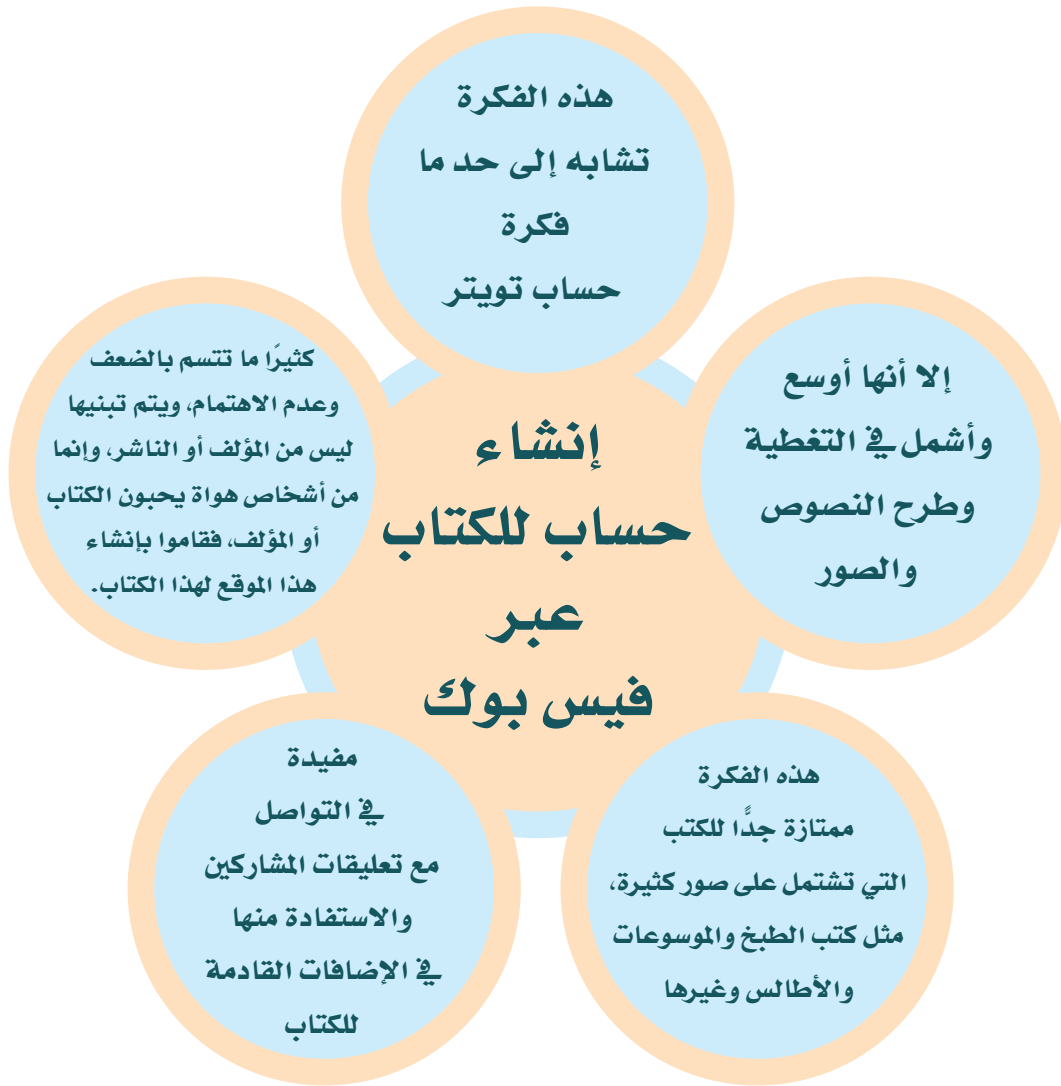 إنشاء
حساب للكتاب
عبر
فيس بوك
هذه الفكرة
تشابه إلى حد ما
فكرة
حساب تويتر
إلا أنها أوسع
وأشمل في التغطية
وطرح النصوص
والصور
هذه الفكرة
ممتازة جدًّا للكتب
التي تشتمل على صور كثيرة،
مثل كتب الطبخ والموسوعات
والأطالس وغيرها
مفيدة
في التواصل
مع تعليقات المشاركين
والاستفادة منها
في الإضافات القادمة
للكتاب
كثيرًا ما تتسم بالضعف
وعدم الاهتمام، ويتم تبنيها
ليس من المؤلف أو الناشر، وإنما
من أشخاص هواة يحبون الكتاب
أو المؤلف، فقاموا بإنشاء
هذا الموقع لهذا الكتاب.